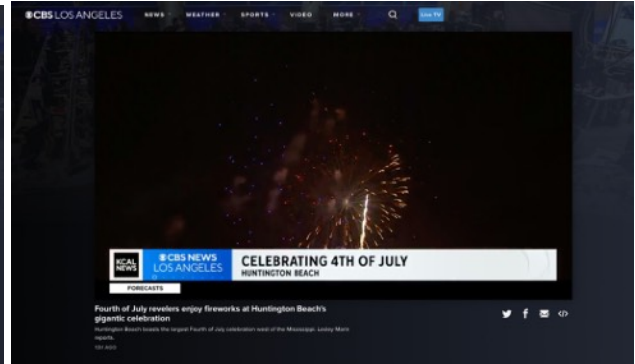 CBS LOS ANGELES NEWS WEATHER SPORTS VIDEO MORE Live TV
KCAL NEWS
CBS NEWS LOS ANGELES
CELEBRATING 4TH OF JULY
HUNTINGTON BEACH
FORECASTS
Fourth of July revelers enjoy fireworks at Huntington Beach's
gigantic celebration
Huntington Beach boasts the largest Fourth of July celebration west of the Mississippi. Lesley Marin
reports.